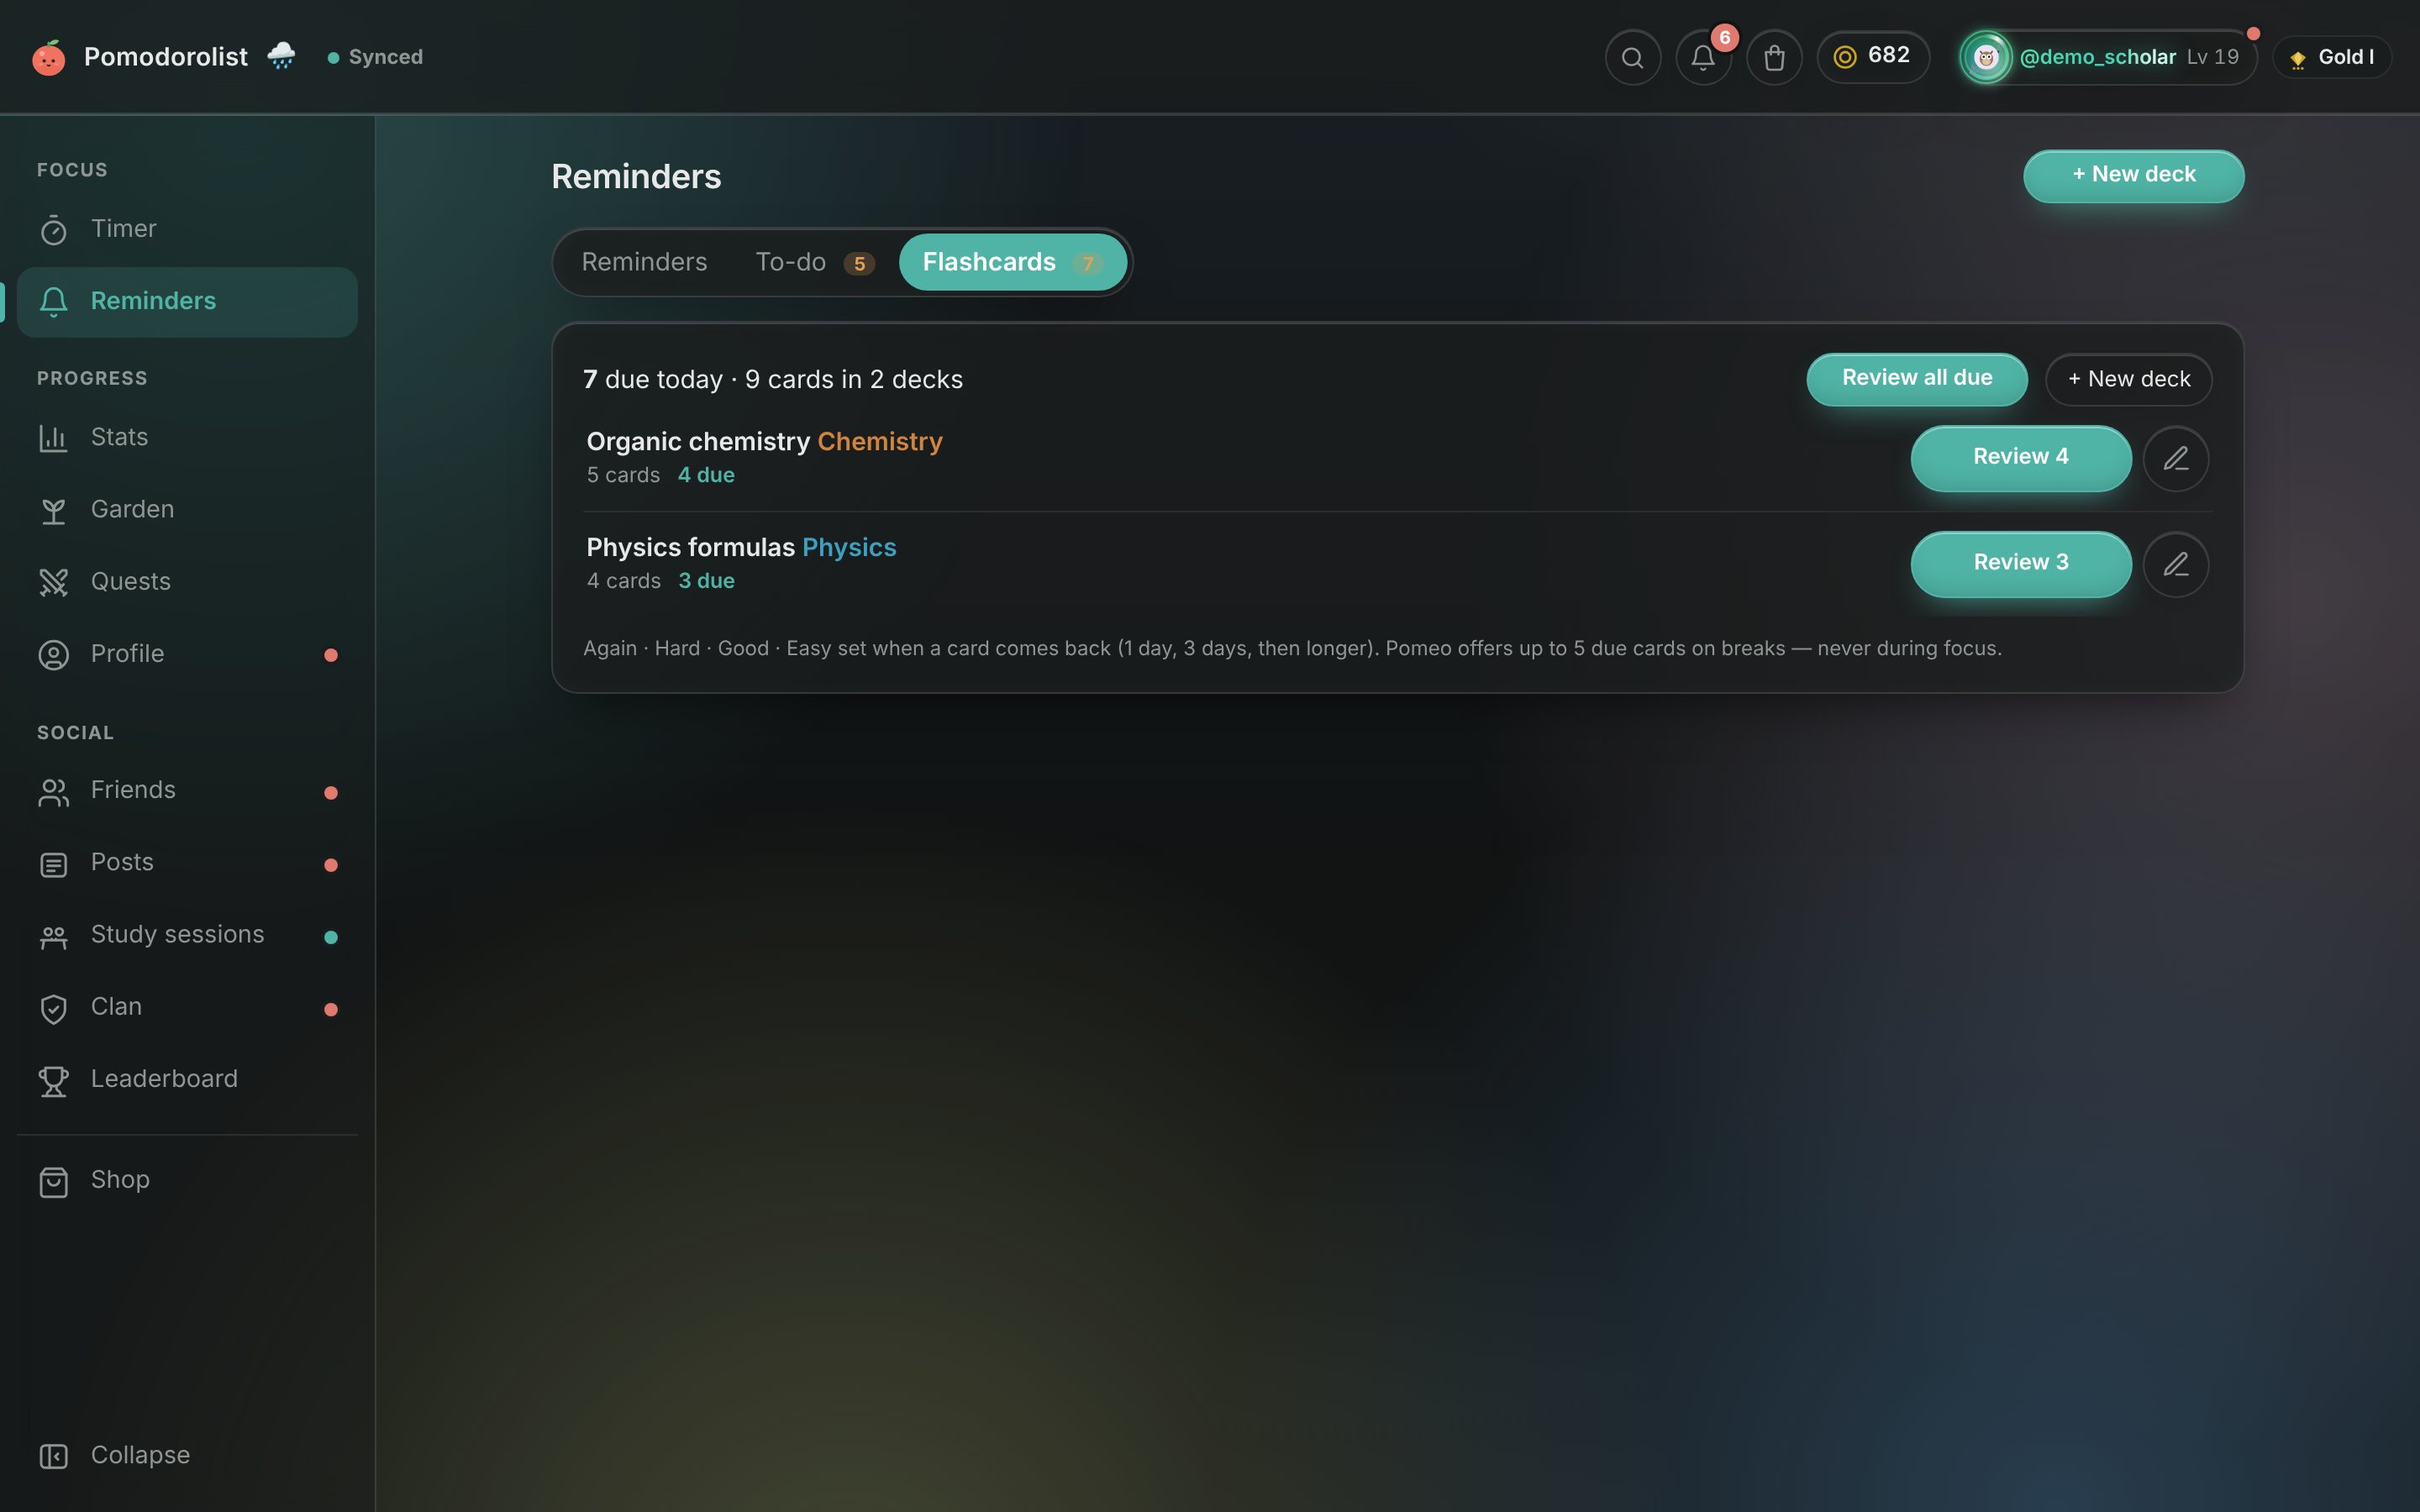 Pomodorolist
Synced
6
682
@demo_scholar Lv 19
Gold I
FOCUS
Timer
Reminders
PROGRESS
Stats
Garden
Quests
Profile
SOCIAL
Friends
Posts
Study sessions
Clan
Leaderboard
Shop
Collapse
Reminders
+ New deck
Reminders To-do 5 Flashcards 7
7 due today · 9 cards in 2 decks
Review all due
+ New deck
Organic chemistry Chemistry
5 cards 4 due
Review 4
Physics formulas Physics
4 cards 3 due
Review 3
Again · Hard · Good · Easy set when a card comes back (1 day, 3 days, then longer). Pomeo offers up to 5 due cards on breaks — never during focus.